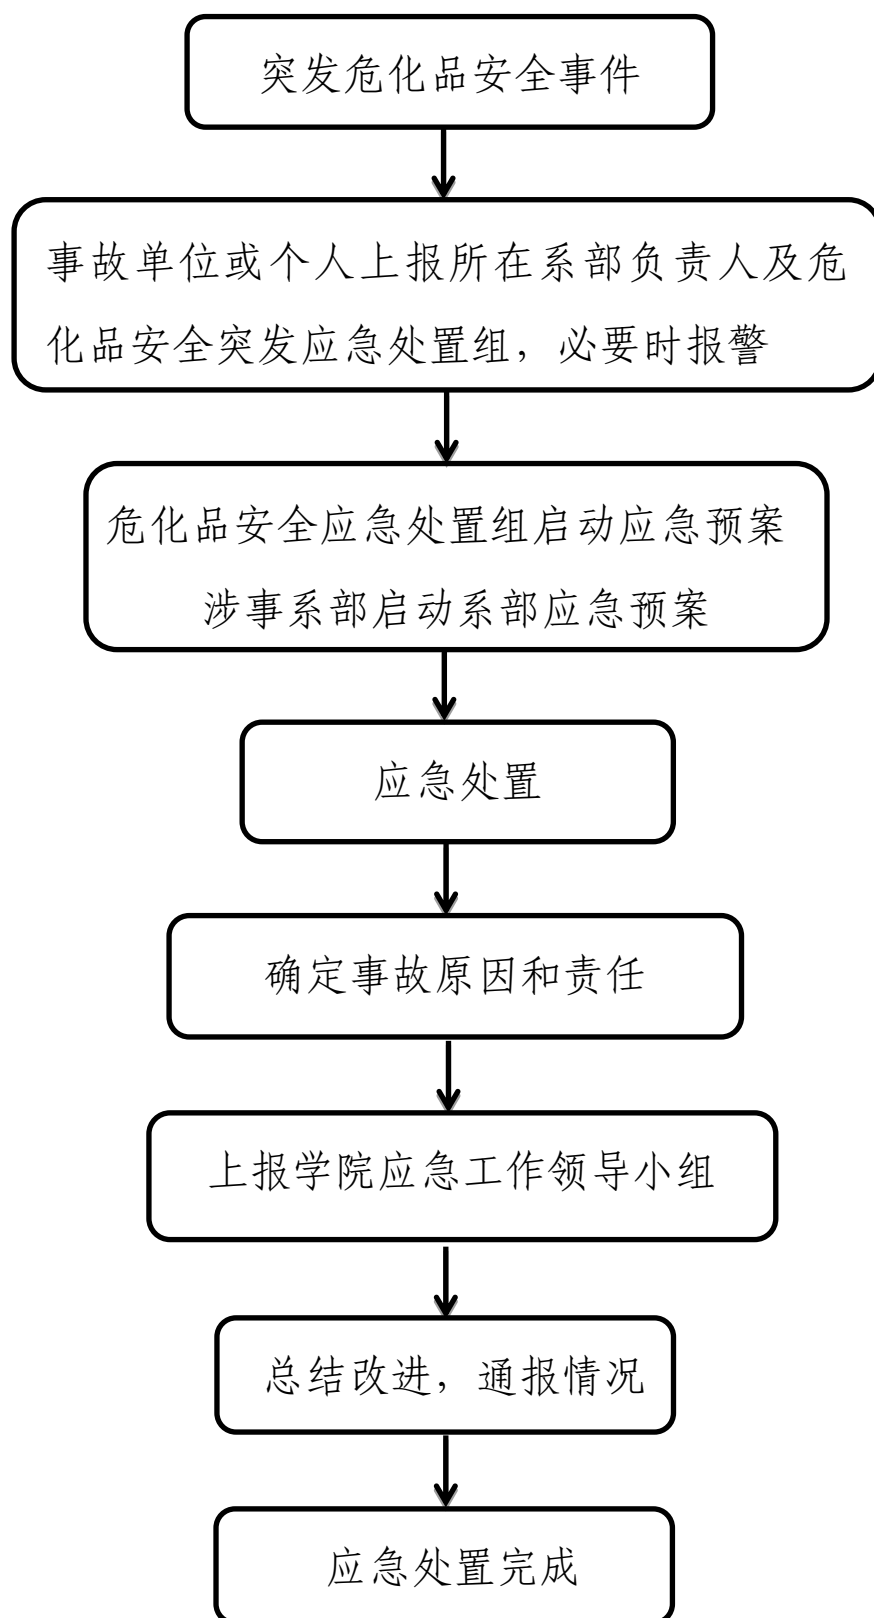 突发危化品安全事件
事故单位或个人上报所在系部负责人及危
化品安全突发应急处置组，必要时报警
危化品安全应急处置组启动应急预案
涉事系部启动系部应急预案
应急处置
确定事故原因和责任
上报学院应急工作领导小组
总结改进，通报情况
应急处置完成